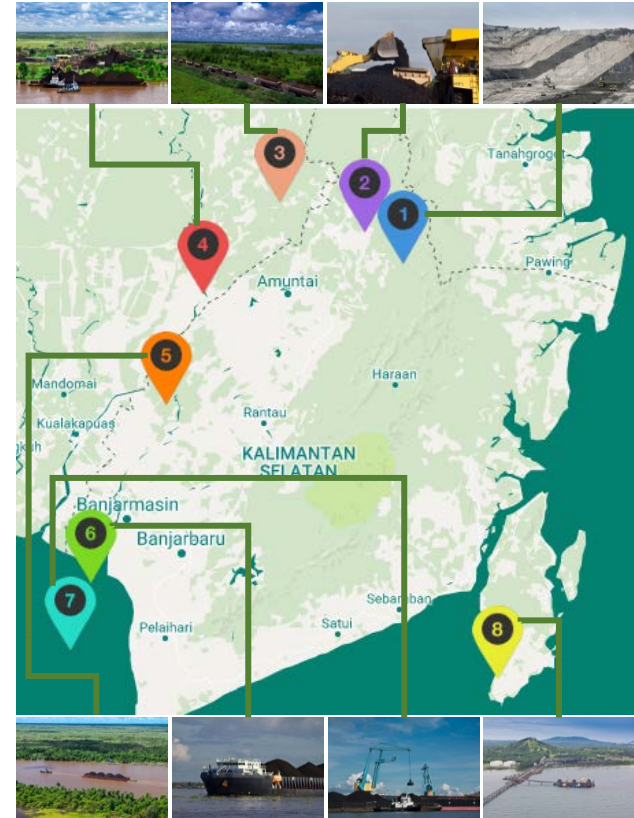 3
2
1
Tanahgrogot
4
Pawing
Amuntai
5
Haraan
Mandomai
Rantau
Kualakapuas
kuh
KALIMANTAN
SELATAN
Banjarmasin
6
Banjarbaru
7
Sebamban
Satui
8
Pelaihari